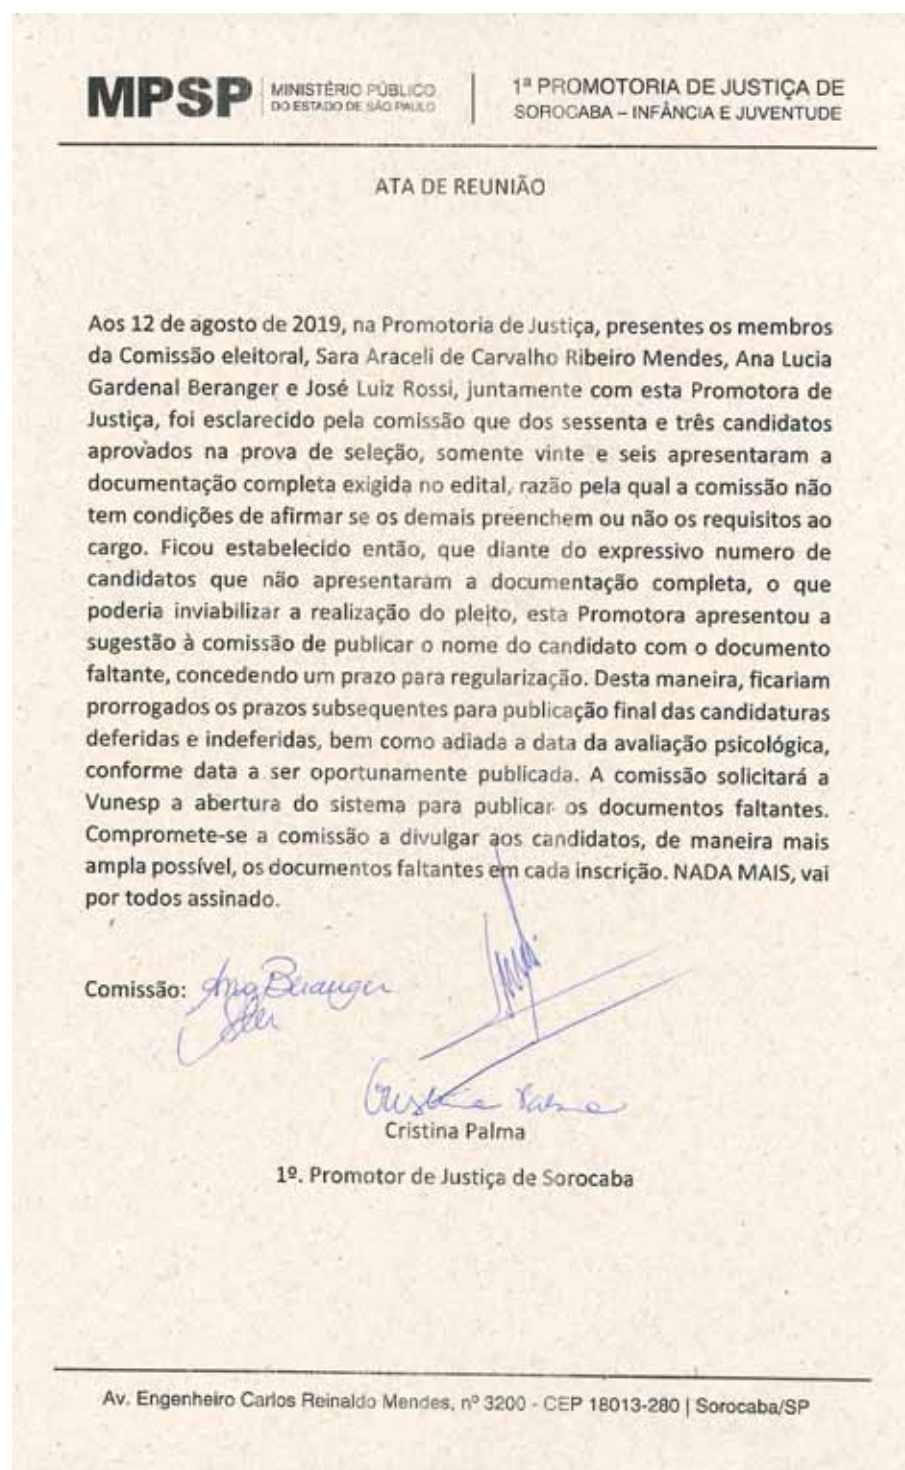 MPSP MINISTÉRIO PÚBLICO
DO ESTADO DE SÃO PAULO
1ª PROMOTORIA DE JUSTIÇA DE
SOROCABA – INFÂNCIA E JUVENTUDE
ATA DE REUNIÃO
Aos 12 de agosto de 2019, na Promotoria de Justiça, presentes os membros
da Comissão eleitoral, Sara Araceli de Carvalho Ribeiro Mendes, Ana Lucia
Gardenal Beranger e José Luiz Rossi, juntamente com esta Promotora de
Justiça, foi esclarecido pela comissão que dos sessenta e três candidatos
aprovados na prova de seleção, somente vinte e seis apresentaram a
documentação completa exigida no edital, razão pela qual a comissão não
tem condições de afirmar se os demais preenchem ou não os requisitos ao
cargo. Ficou estabelecido então, que diante do expressivo numero de
candidatos que não apresentaram a documentação completa, o que
poderia inviabilizar a realização do pleito, esta Promotora apresentou a
sugestão à comissão de publicar o nome do candidato com o documento
faltante, concedendo um prazo para regularização. Desta maneira, ficariam
prorrogados os prazos subsequentes para publicação final das candidaturas
deferidas e indeferidas, bem como adiada a data da avaliação psicológica,
conforme data a ser oportunamente publicada. A comissão solicitará a
Vunesp a abertura do sistema para publicar os documentos faltantes.
Compromete-se a comissão a divulgar aos candidatos, de maneira mais
ampla possível, os documentos faltantes em cada inscrição. NADA MAIS, vai
por todos assinado.
Comissão: Ana Beranger
Cristina Palma
Cristina Palma
1º. Promotor de Justiça de Sorocaba
Av. Engenheiro Carlos Reinaldo Mendes, nº 3200 - CEP 18013-280 | Sorocaba/SP